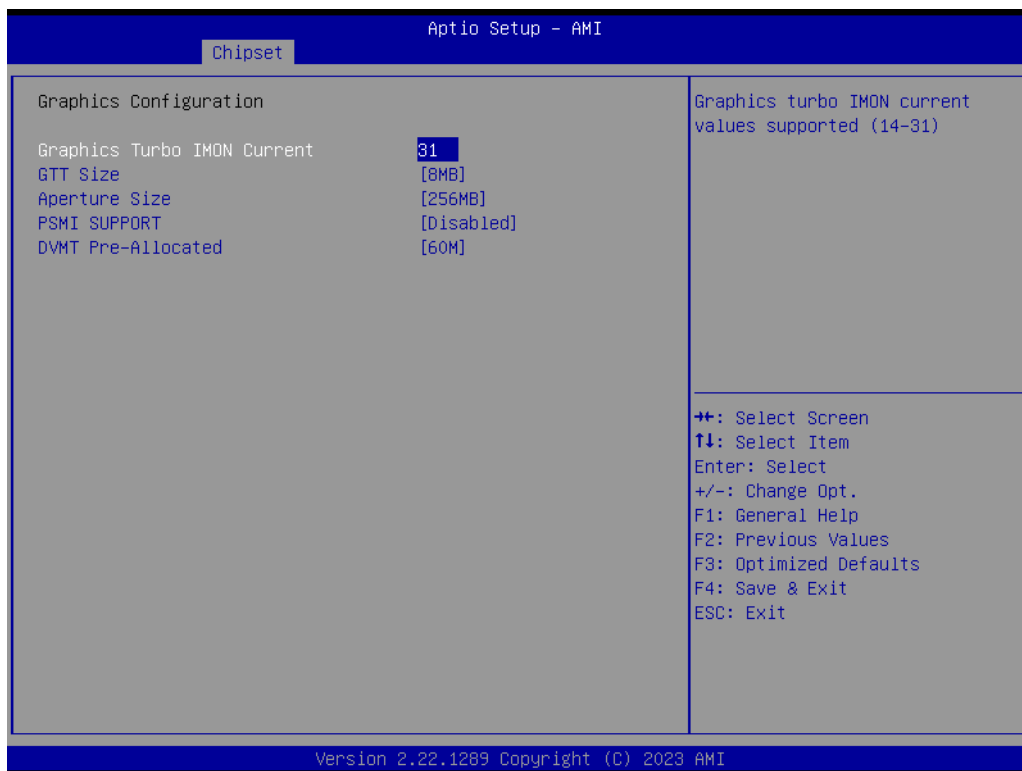 Aptio Setup – AMI
Chipset
Graphics Configuration
Graphics Turbo IMON Current 31
GTT Size [8MB]
Aperture Size [256MB]
PSMI SUPPORT [Disabled]
DVMT Pre-Allocated [60M]
Graphics turbo IMON current
values supported (14-31)
→←: Select Screen
↑↓: Select Item
Enter: Select
+/-: Change Opt.
F1: General Help
F2: Previous Values
F3: Optimized Defaults
F4: Save & Exit
ESC: Exit
Version 2.22.1289 Copyright (C) 2023 AMI